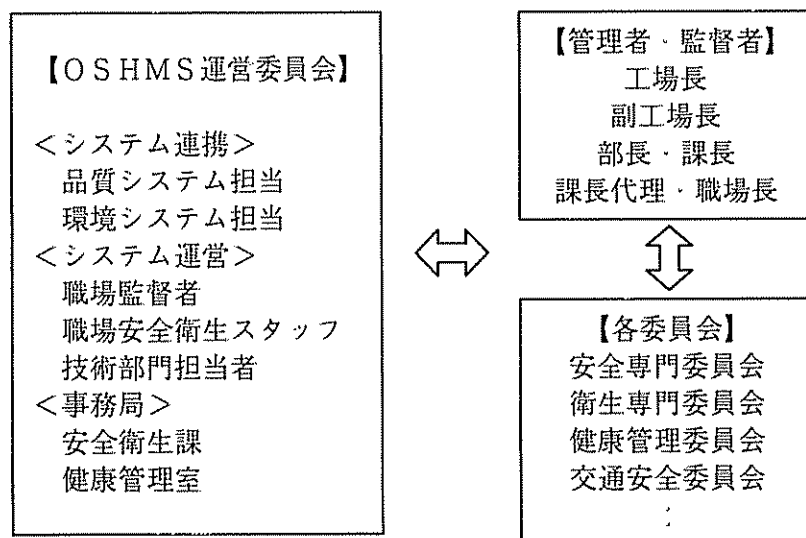 【OSHMS運営委員会】
＜システム連携＞
品質システム担当
環境システム担当
＜システム運営＞
職場監督者
職場安全衛生スタッフ
技術部門担当者
＜事務局＞
安全衛生課
健康管理室
【管理者・監督者】
工場長
副工場長
部長・課長
課長代理・職場長
【各委員会】
安全専門委員会
衛生専門委員会
健康管理委員会
交通安全委員会
：